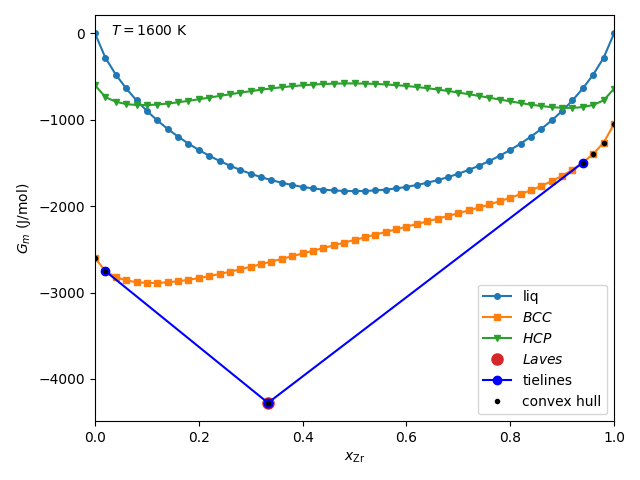 T = 1600 K
G_m (J/mol)
0
−1000
−2000
−3000
−4000
liq
BCC
HCP
Laves
tielines
convex hull
0.0 0.2 0.4 0.6 0.8 1.0
x_Zr